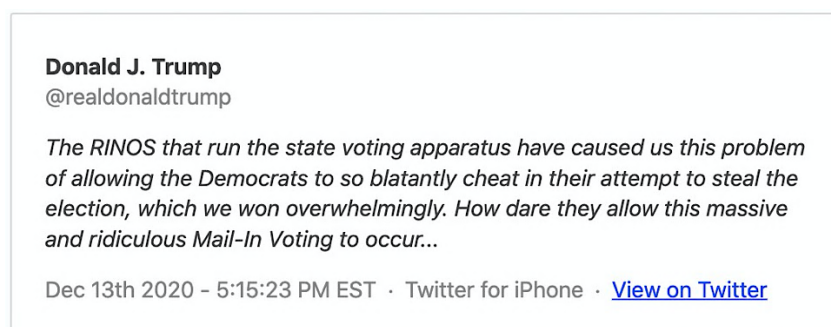 Donald J. Trump
@realdonaldtrump
The RINOS that run the state voting apparatus have caused us this problem
of allowing the Democrats to so blatantly cheat in their attempt to steal the
election, which we won overwhelmingly. How dare they allow this massive
and ridiculous Mail-In Voting to occur...
Dec 13th 2020 - 5:15:23 PM EST · Twitter for iPhone · View on Twitter